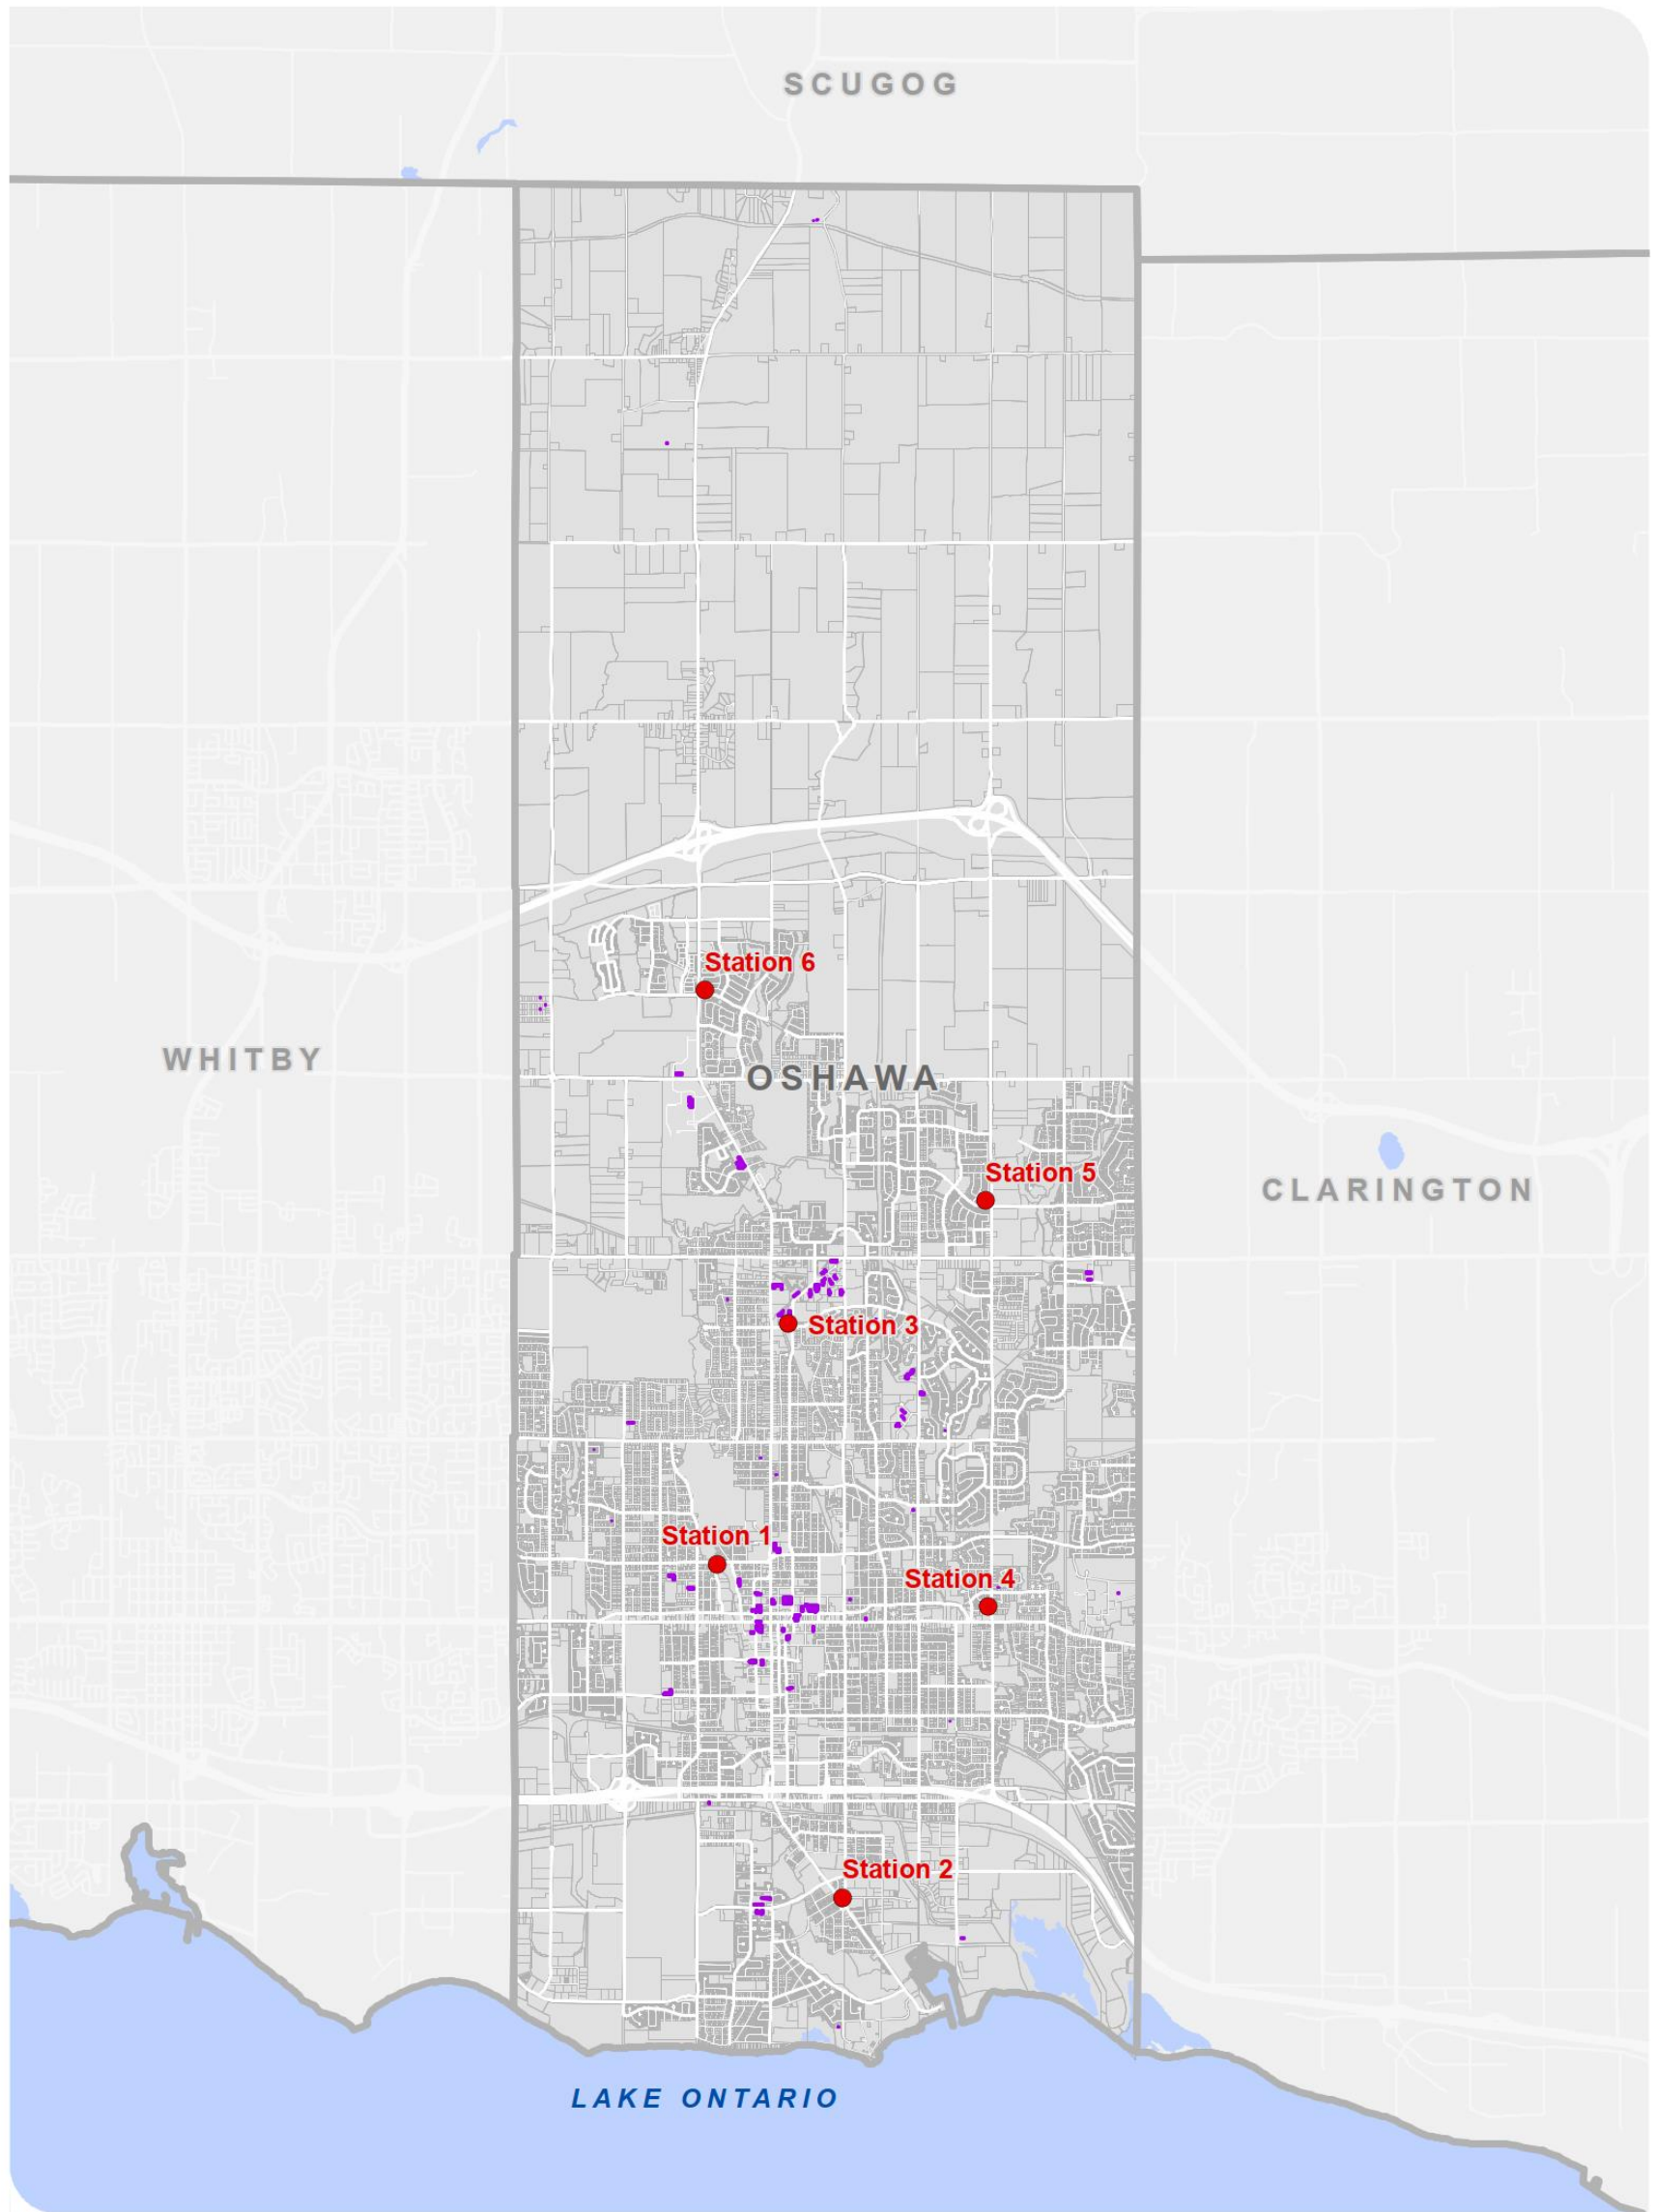 SCUGOG
Station 6
WHITBY
OSHAWA
Station 5
CLARINGTON
Station 3
Station 1
Station 4
Station 2
LAKE ONTARIO